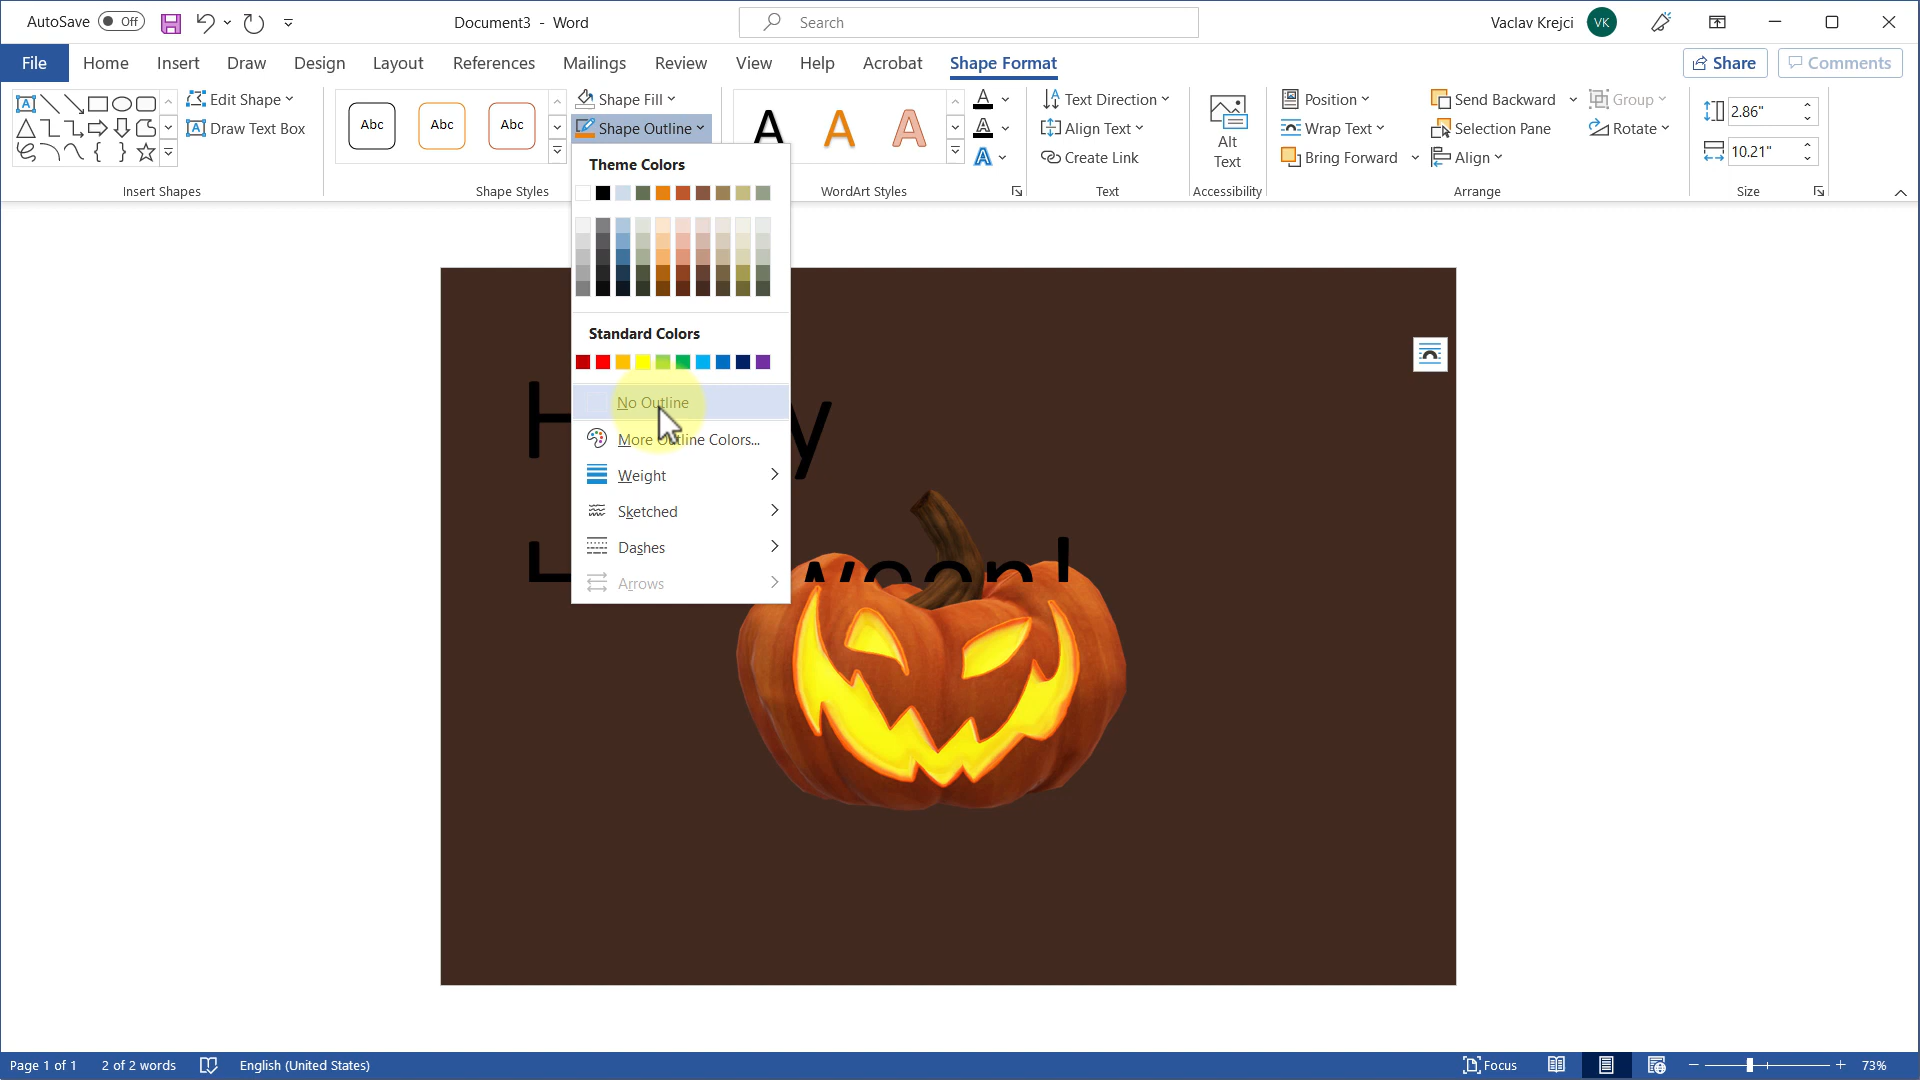 AutoSave Off Document3 - Word Search Vaclav Krejci VK
File Home Insert Draw Design Layout References Mailings Review View Help Acrobat Shape Format Share Comments
A Edit Shape
A Draw Text Box
Insert Shapes
Abc Abc Abc
Shape Fill
Shape Outline
Shape Styles
A A A
A
A
A
WordArt Styles
Text Direction
Align Text
Create Link
Text
Alt
Text
Accessibility
Position
Wrap Text
Bring Forward
Send Backward
Selection Pane
Align
Group
Rotate
Arrange
2.86"
10.21"
Size
Theme Colors
Standard Colors
No Outline
More Outline Colors...
Weight
Sketched
Dashes
Arrows
H y
ween!
Page 1 of 1 2 of 2 words English (United States) Focus 73%